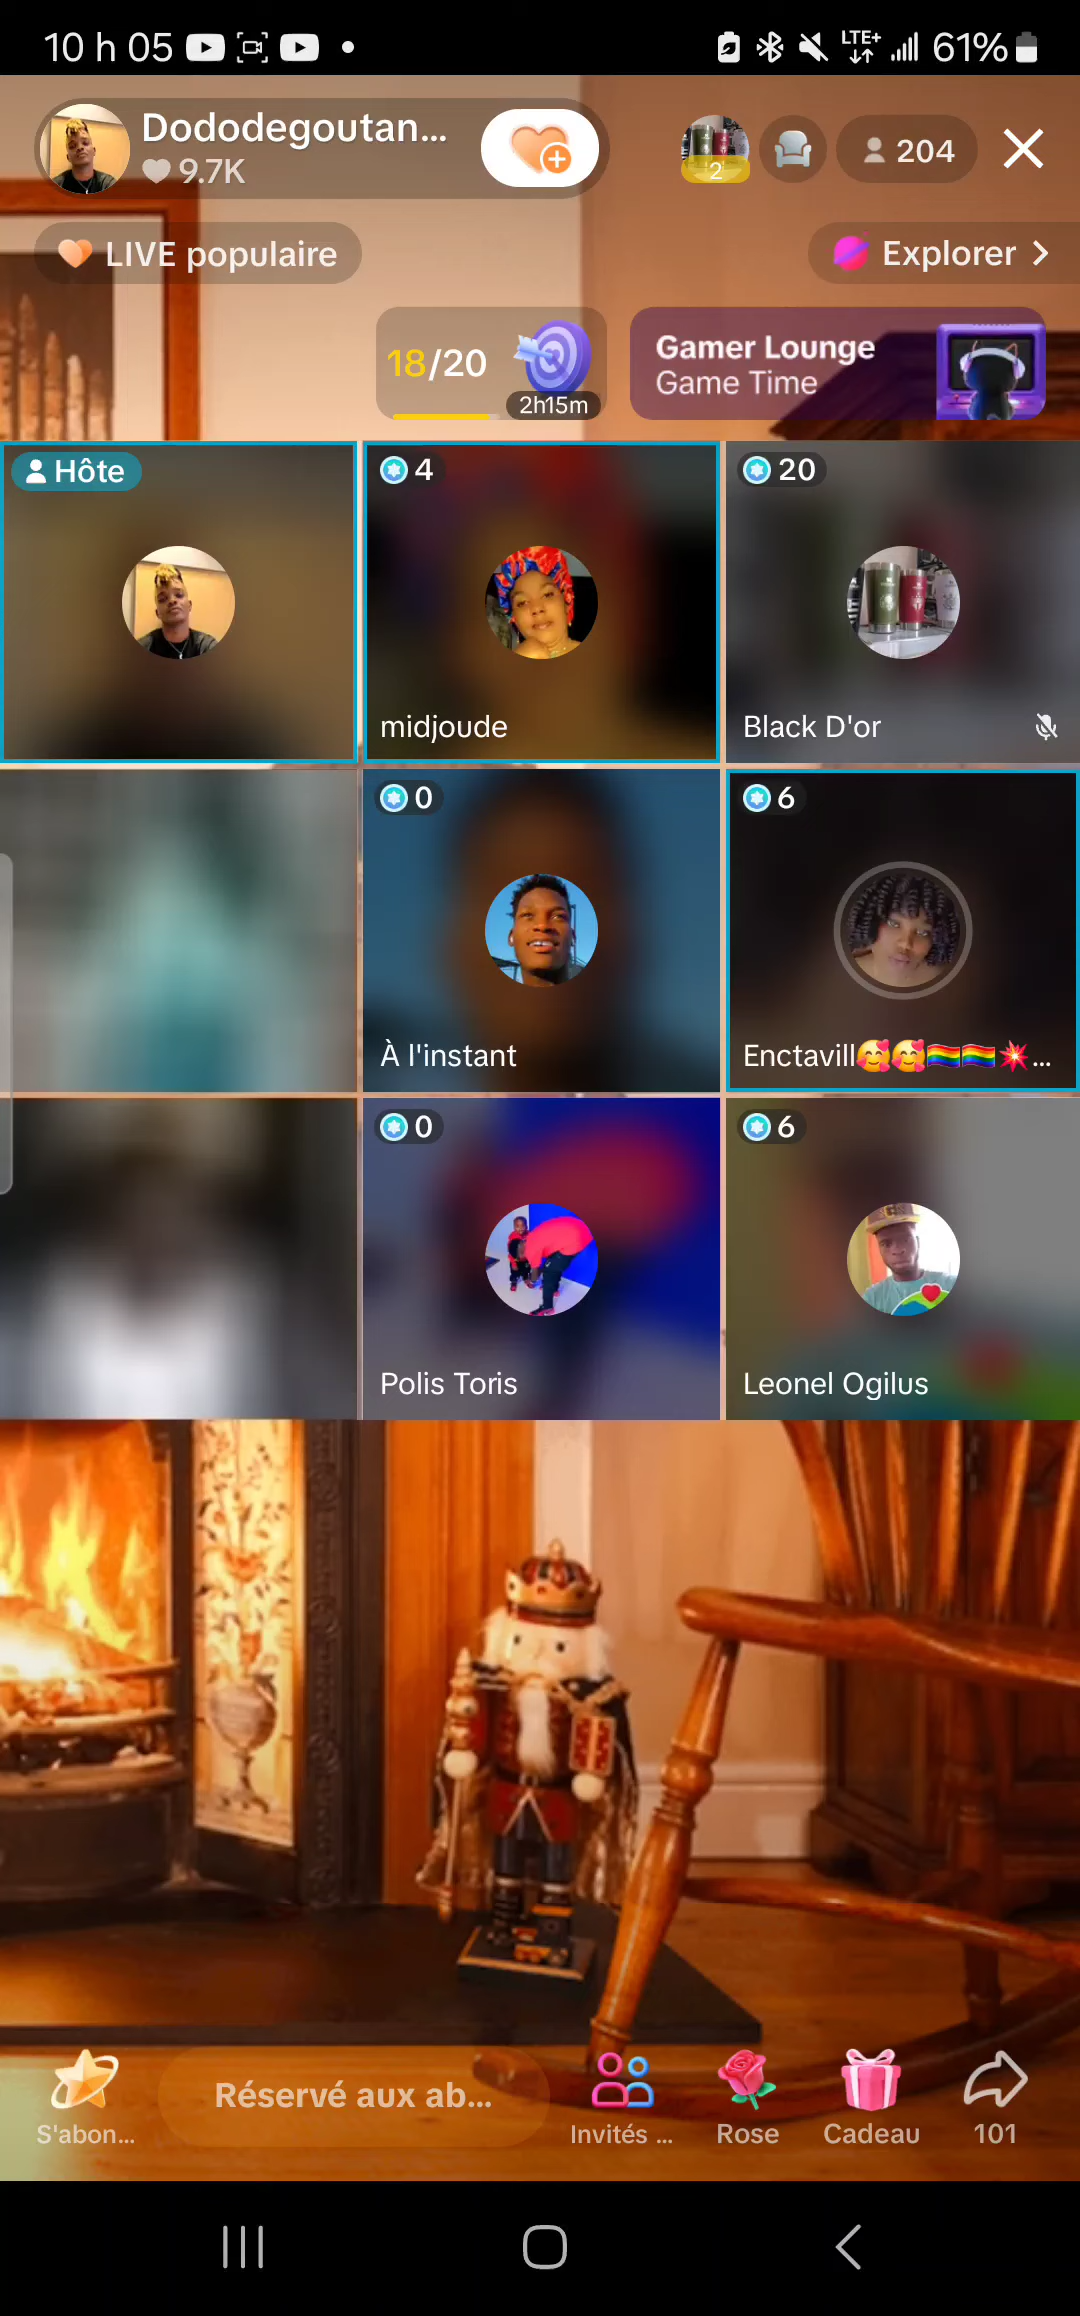 10 h 05
LTE+
61%
Dododegoutan...
9.7K
2
204
LIVE populaire
Explorer
18/20
2h15m
Gamer Lounge
Game Time
Hôte
4
midjoude
20
Black D'or
0
À l'instant
6
Enctavill🥰🥰🏳️‍🌈🏳️‍🌈💥...
0
Polis Toris
6
Leonel Ogilus
S'abon...
Réservé aux ab...
Invités ...
Rose
Cadeau
101